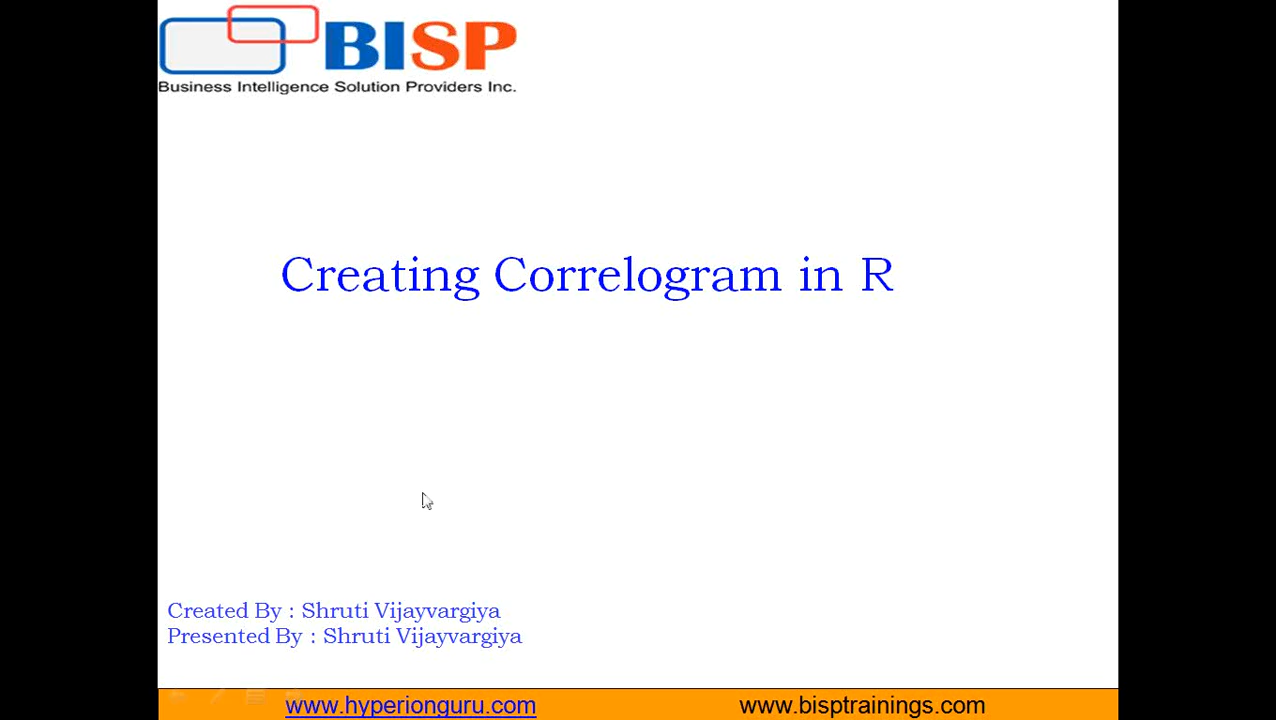 BISP
Business Intelligence Solution Providers Inc.
Creating Correlogram in R
Created By : Shruti Vijayvargiya
Presented By : Shruti Vijayvargiya
www.hyperionguru.com www.bisptrainings.com